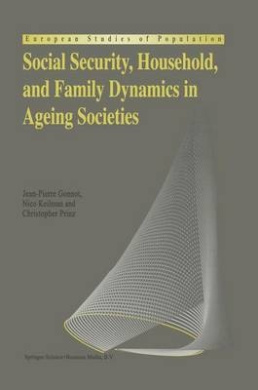 European Studies of Population
Social Security, Household,
and Family Dynamics in
Ageing Societies
Jean-Pierre Gonnot,
Nico Keilman and
Christopher Prinz
Springer-Science+Business Media, B.V.